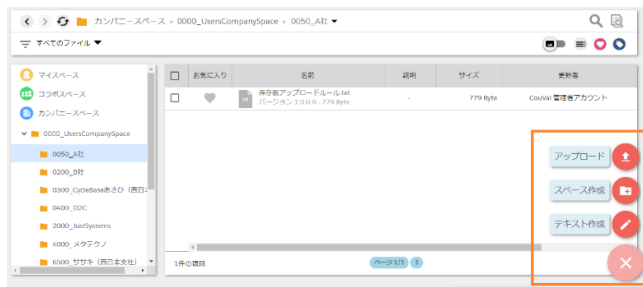 カンパニースペース > 0000_UsersCompanySpace > 0050_A社
すべてのファイル
マイスペース
コラボスペース
カンパニースペース
0000_UsersCompanySpace
0050_A社
0200_B社
0300_CycleBaseあさひ（西日
0400_D2C
2000_JustSystems
4000_メタテクノ
6500_ササキ（西日本支社）
お気に入り 名前 説明 サイズ 更新者
保存版アップロードルール.txt
バージョン 1.0.0.0 - 779 Byte
- 779 Byte CouVal 管理者アカウント
アップロード
スペース作成
テキスト作成
1件の項目 ページ 1/1 1